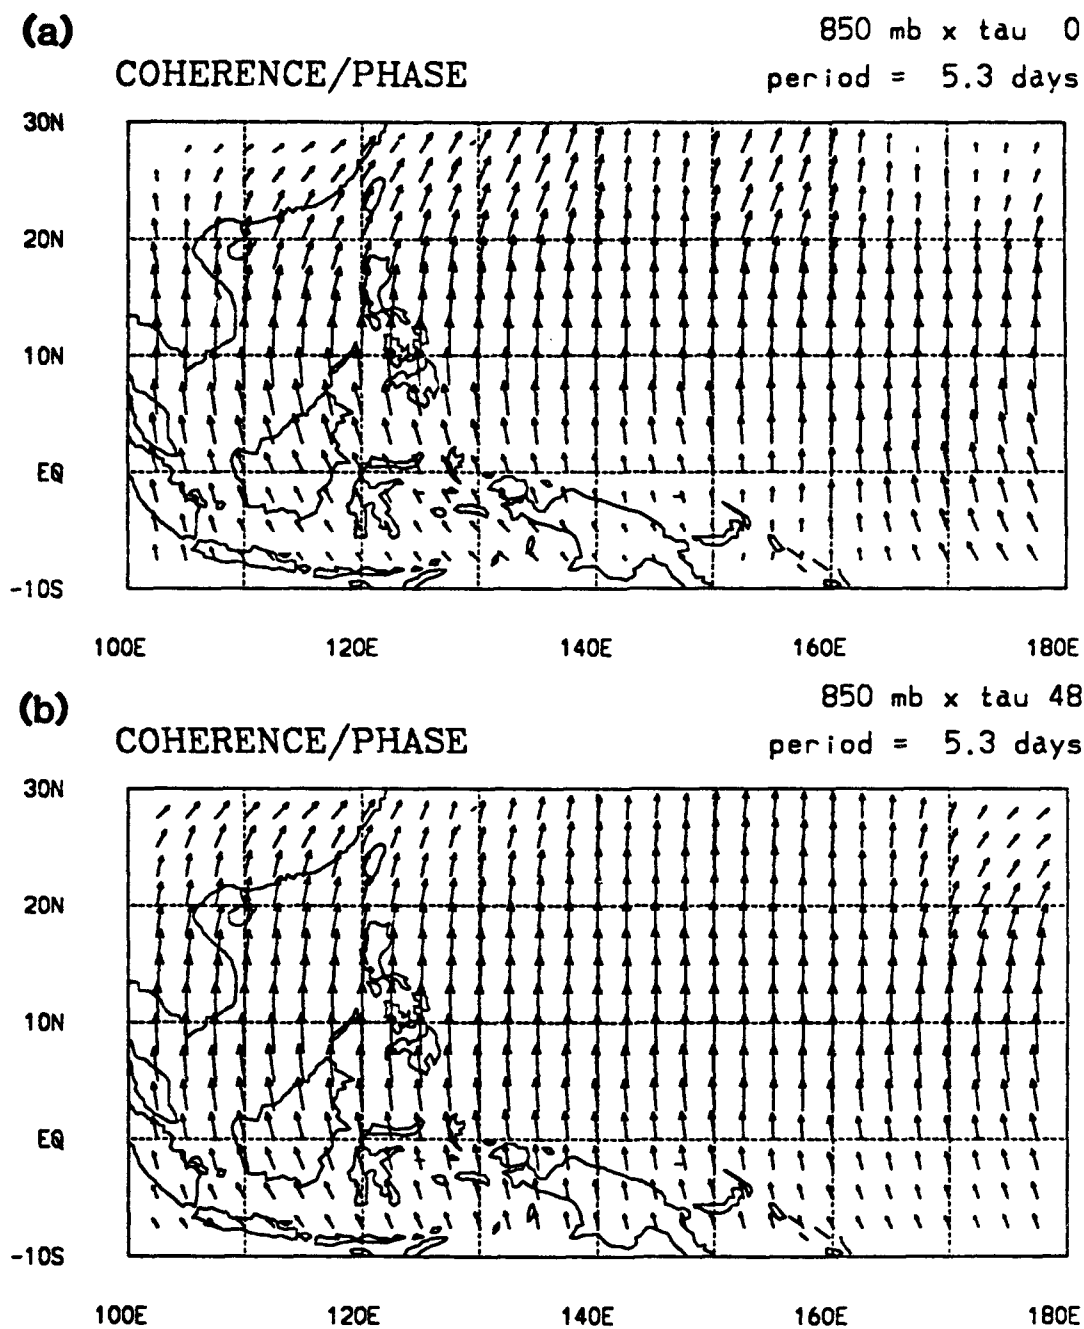 (a)
850 mb x tau 0
COHERENCE/PHASE
period = 5.3 days
30N
20N
10N
EQ
-10S
100E 120E 140E 160E 180E
(b)
850 mb x tau 48
COHERENCE/PHASE
period = 5.3 days
30N
20N
10N
EQ
-10S
100E 120E 140E 160E 180E